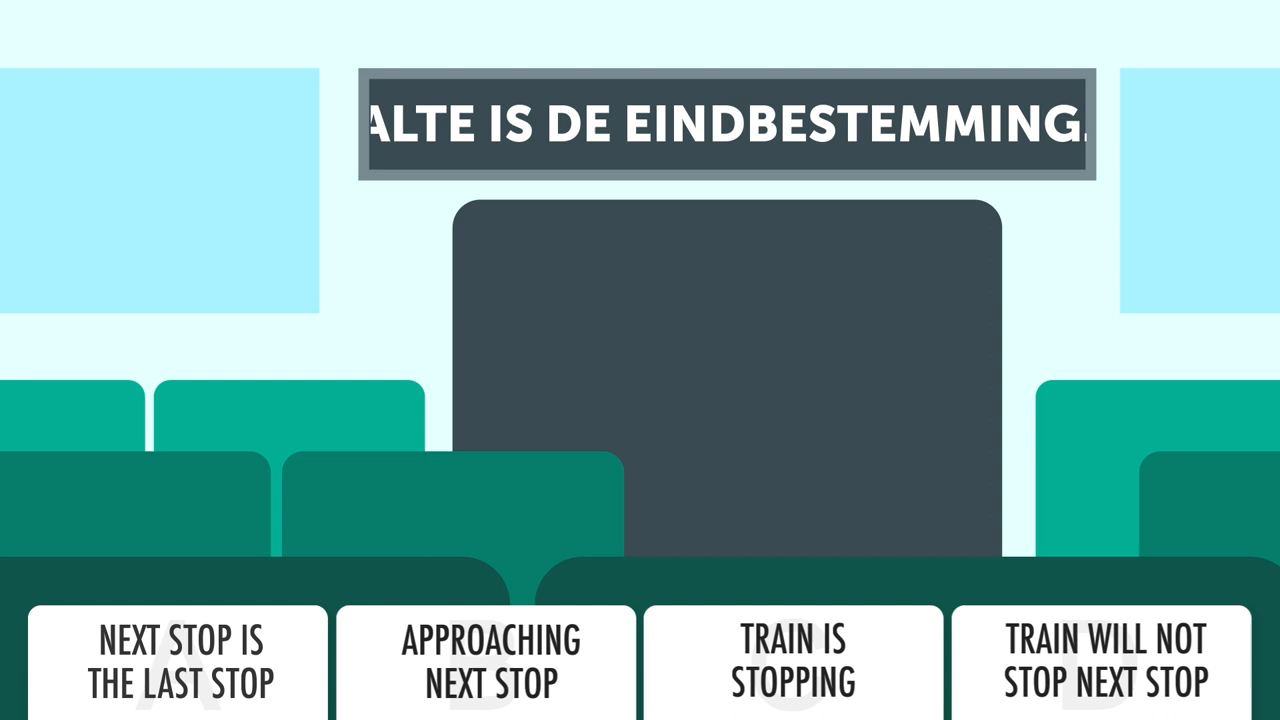 ALTE IS DE EINDBESTEMMING.
NEXT STOP IS
THE LAST STOP
A
APPROACHING
NEXT STOP
B
TRAIN IS
STOPPING
C
TRAIN WILL NOT
STOP NEXT STOP
D